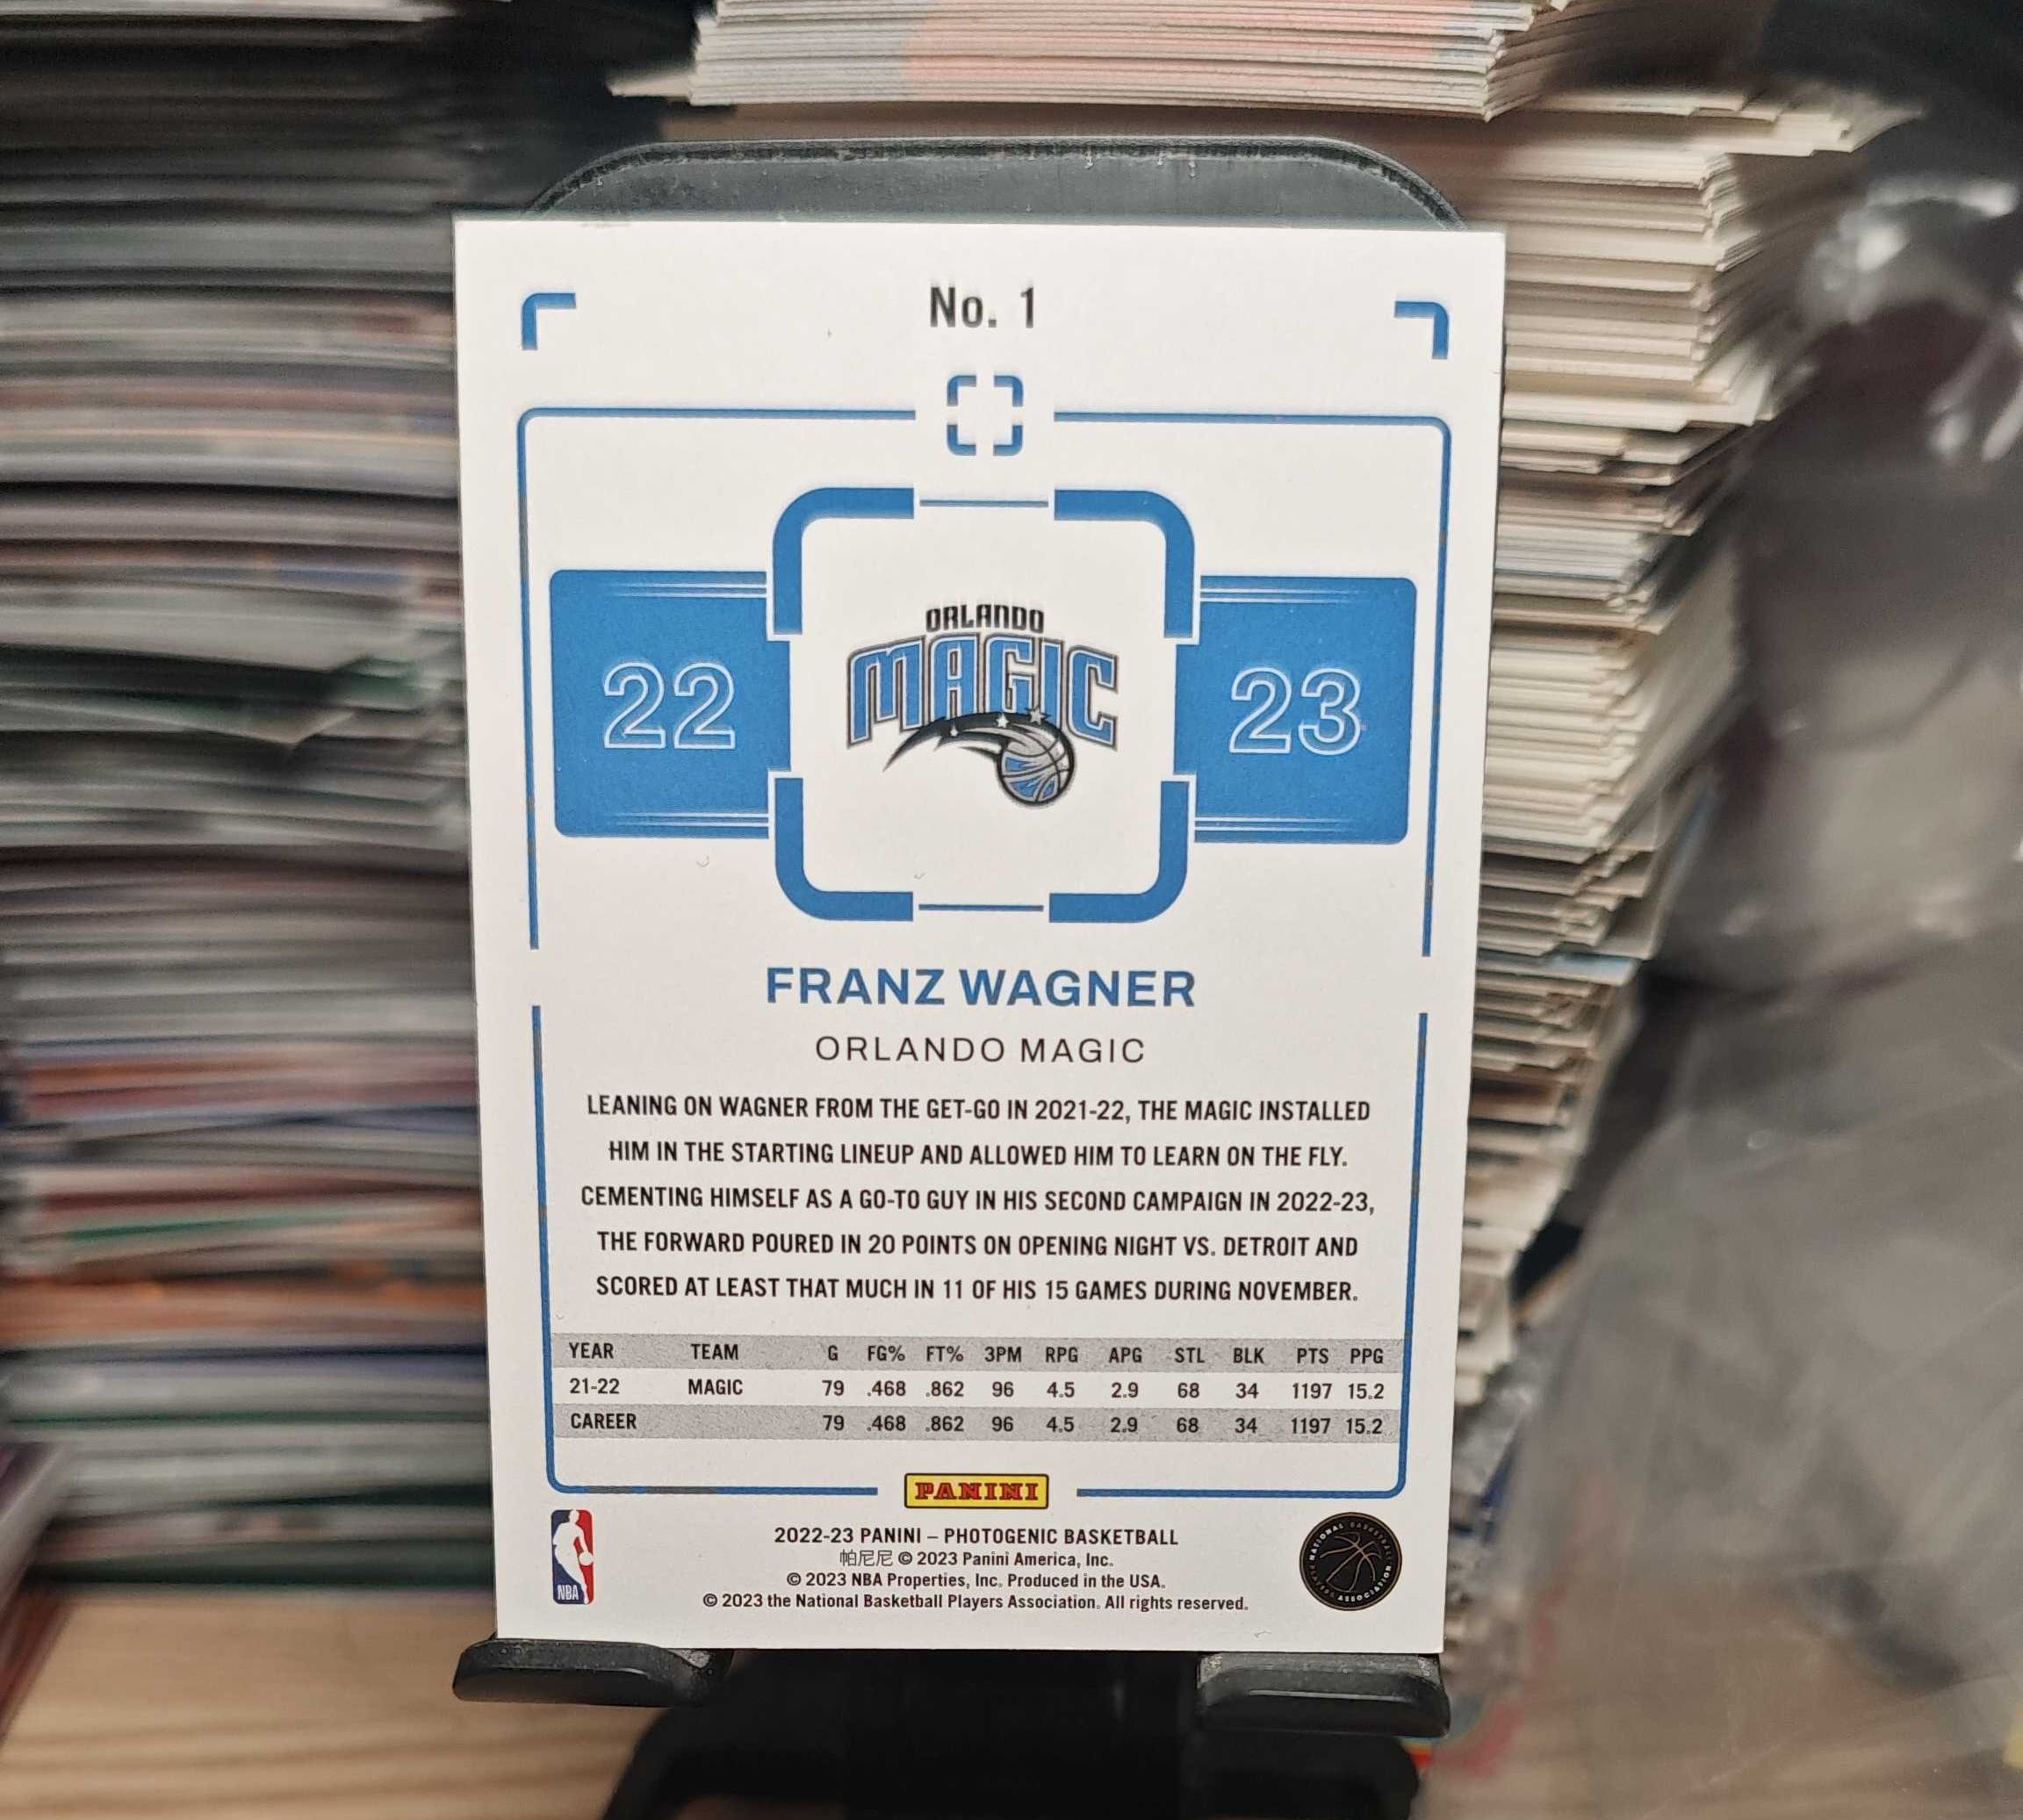 No. 1
22
ORLANDO
MAGIC
23
FRANZ WAGNER
ORLANDO MAGIC
LEANING ON WAGNER FROM THE GET-GO IN 2021-22, THE MAGIC INSTALLED
HIM IN THE STARTING LINEUP AND ALLOWED HIM TO LEARN ON THE FLY.
CEMENTING HIMSELF AS A GO-TO GUY IN HIS SECOND CAMPAIGN IN 2022-23,
THE FORWARD POURED IN 20 POINTS ON OPENING NIGHT VS. DETROIT AND
SCORED AT LEAST THAT MUCH IN 11 OF HIS 15 GAMES DURING NOVEMBER.
YEAR TEAM G FG% FT% 3PM RPG APG STL BLK PTS PPG
21-22 MAGIC 79 .468 .862 96 4.5 2.9 68 34 1197 15.2
CAREER 79 .468 .862 96 4.5 2.9 68 34 1197 15.2
PANINI
2022-23 PANINI – PHOTOGENIC BASKETBALL
帕尼尼 © 2023 Panini America, Inc.
© 2023 NBA Properties, Inc. Produced in the USA.
© 2023 the National Basketball Players Association. All rights reserved.
NBA
NATIONAL BASKETBALL
PLAYERS ASSOCIATION